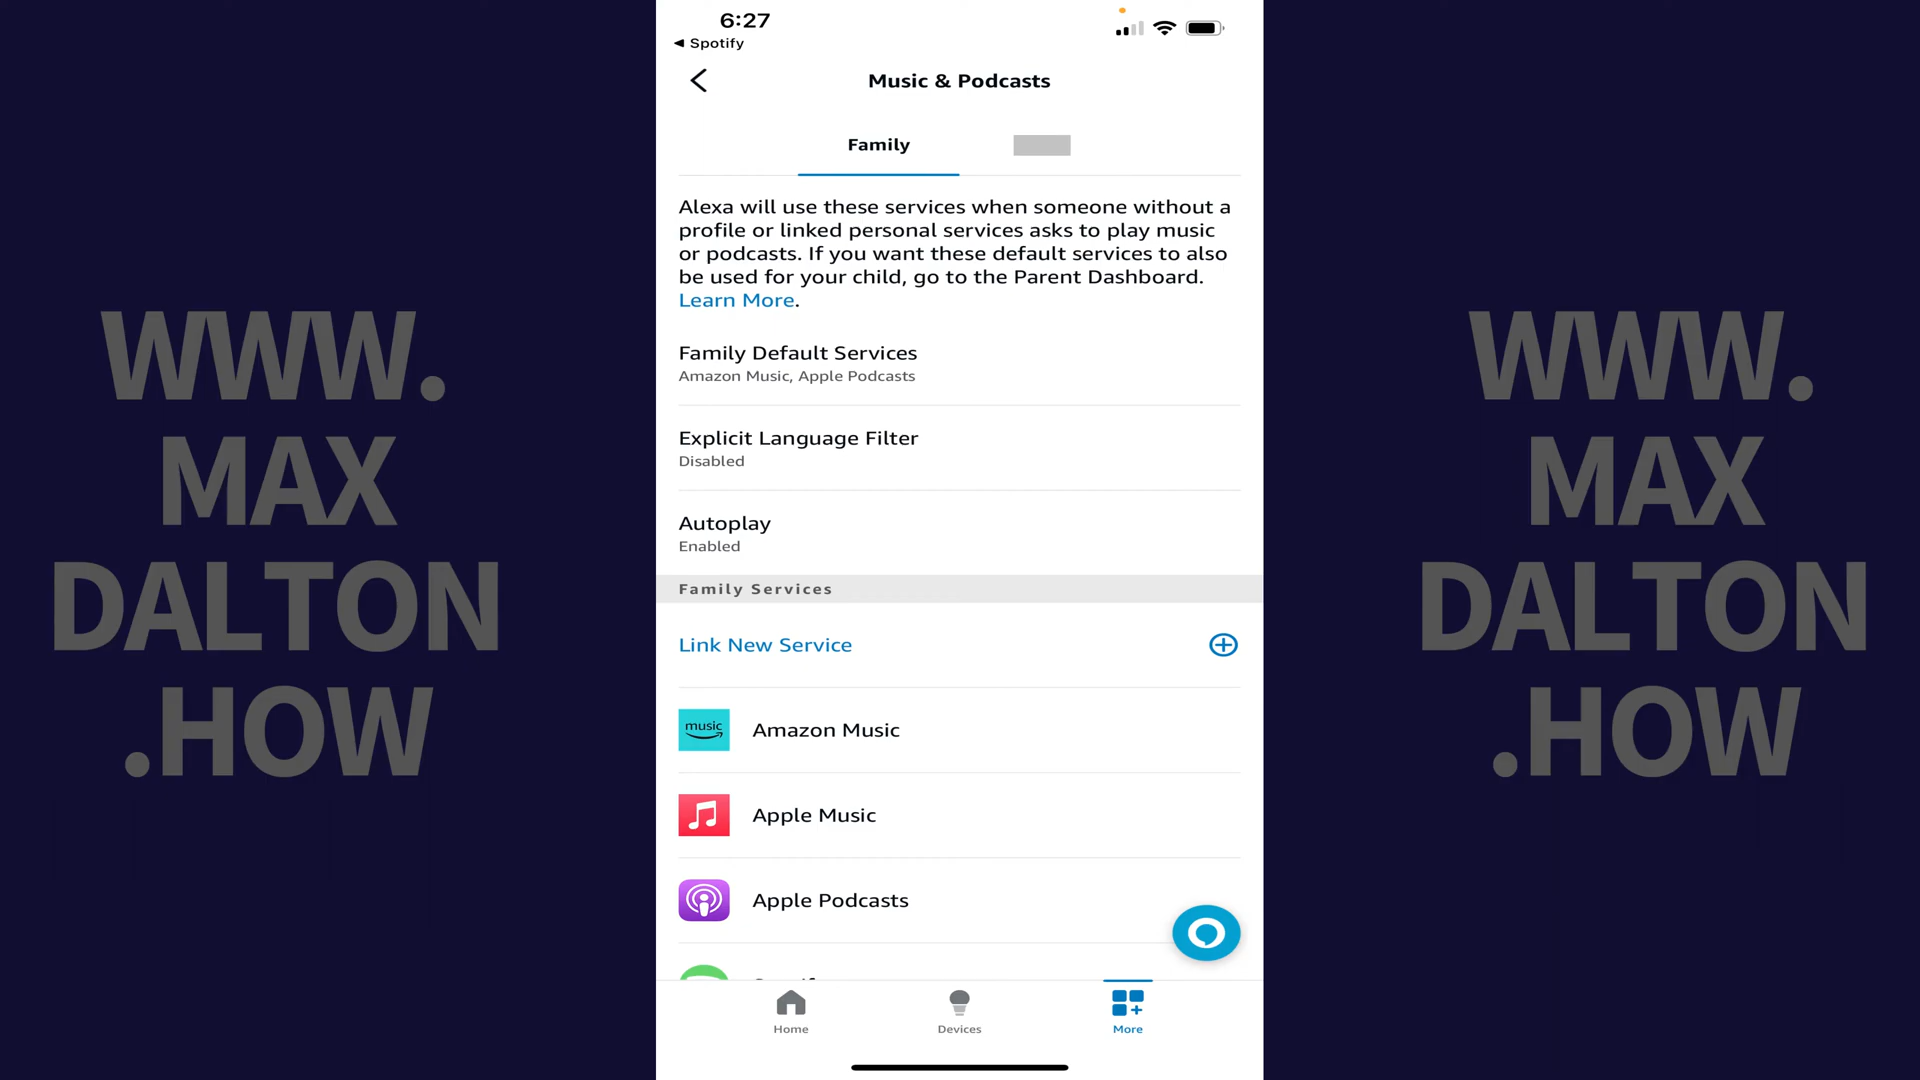 6:27
Spotify
Music & Podcasts
Family
Alexa will use these services when someone without a
profile or linked personal services asks to play music
or podcasts. If you want these default services to also
be used for your child, go to the Parent Dashboard.
Learn More.
Family Default Services
Amazon Music, Apple Podcasts
Explicit Language Filter
Disabled
Autoplay
Enabled
Family Services
Link New Service
music
Amazon Music
Apple Music
Apple Podcasts
Home
Devices
More
WWW.
MAX
DALTON
.HOW
WWW.
MAX
DALTON
.HOW